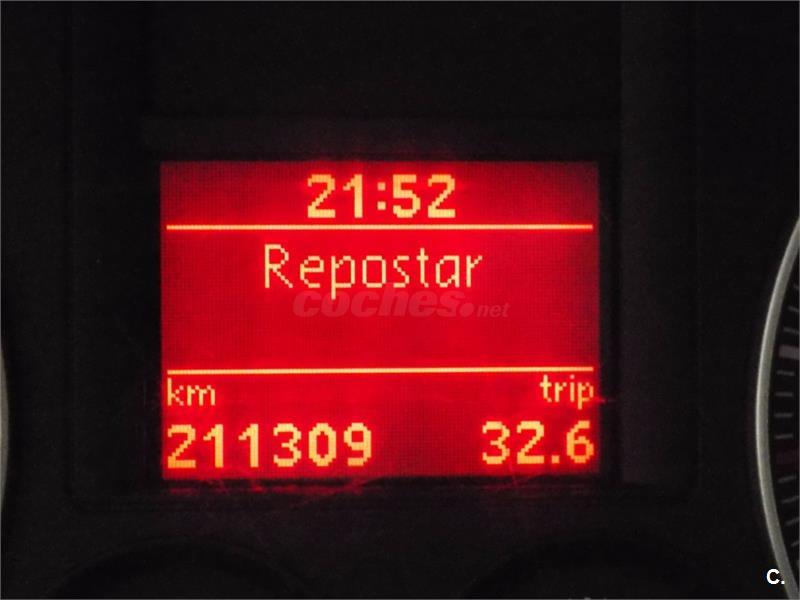 21:52
Repostar
coches.net
km trip
211309 32.6
C.